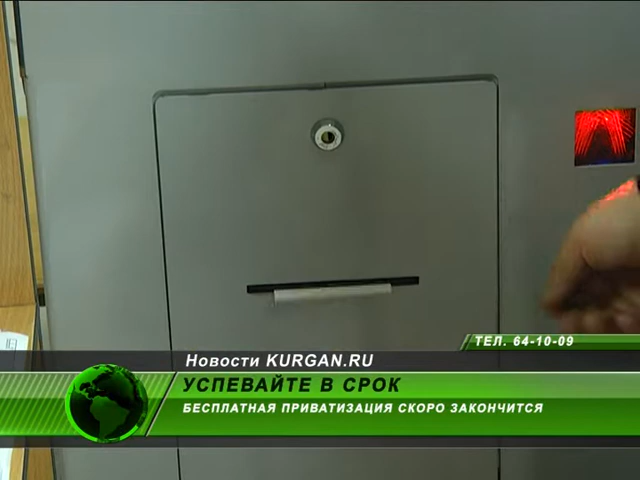 ТЕЛ. 64-10-09
Новости KURGAN.RU
УСПЕВАЙТЕ В СРОК
БЕСПЛАТНАЯ ПРИВАТИЗАЦИЯ СКОРО ЗАКОНЧИТСЯ